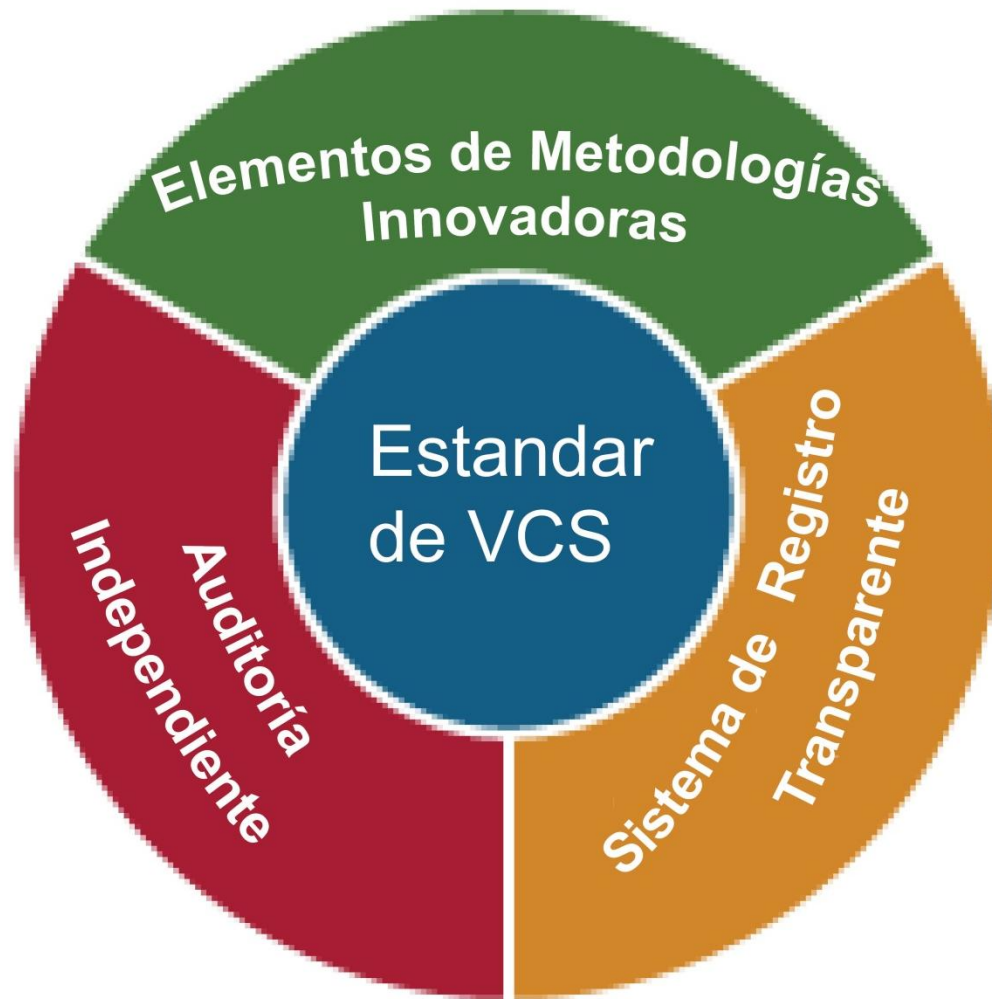 Elementos de Metodologías
Innovadoras
Estandar
de VCS
Auditoría
Independiente
Sistema de Registro
Transparente